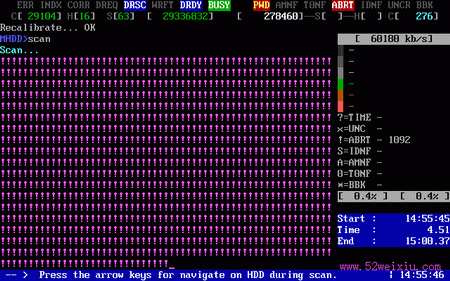 ERR INDX CORR DREQ DRSC WRFT DRDY BUSY PWD AMNF TONF ABRT IDNF UNCR BBK
C[ 29104] H[16] S[63] [ 29336832] [ 278460]—S[ ]—H[ ] C[ 276]
Recalibrate... OK
MHDD>scan
Scan...
[ 60180 kb/s]
?=TIME -
x=UNC -
!=ABRT - 1092
S=IDNF -
A=AMNF -
0=TONF -
*=BBK -
[ 0.4% ] [ 0.4% ]
Start : 14:55:45
Time : 4.51
End : 15:00.37
www.52weixiu.com
-- > Press the arrow keys for navigate on HDD during scan. ¦ 14:55:46